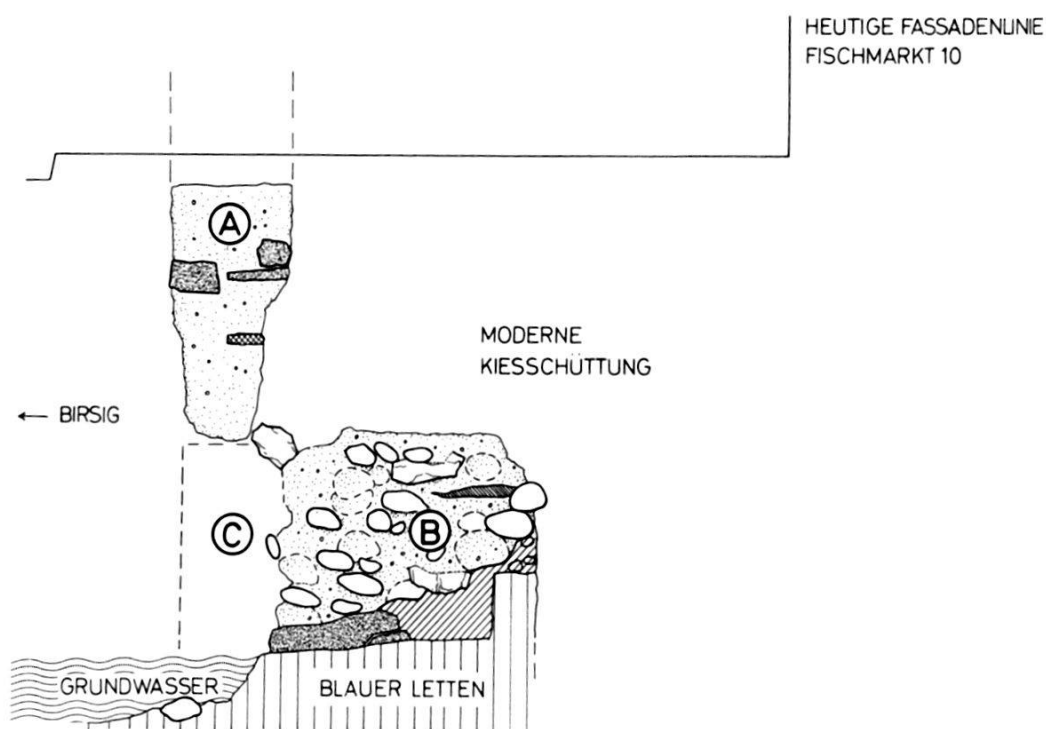 HEUTIGE FASSADENLINIE
FISCHMARKT 10
A
MODERNE
KIESSCHÜTTUNG
← BIRSIG
C
B
GRUNDWASSER
BLAUER LETTEN